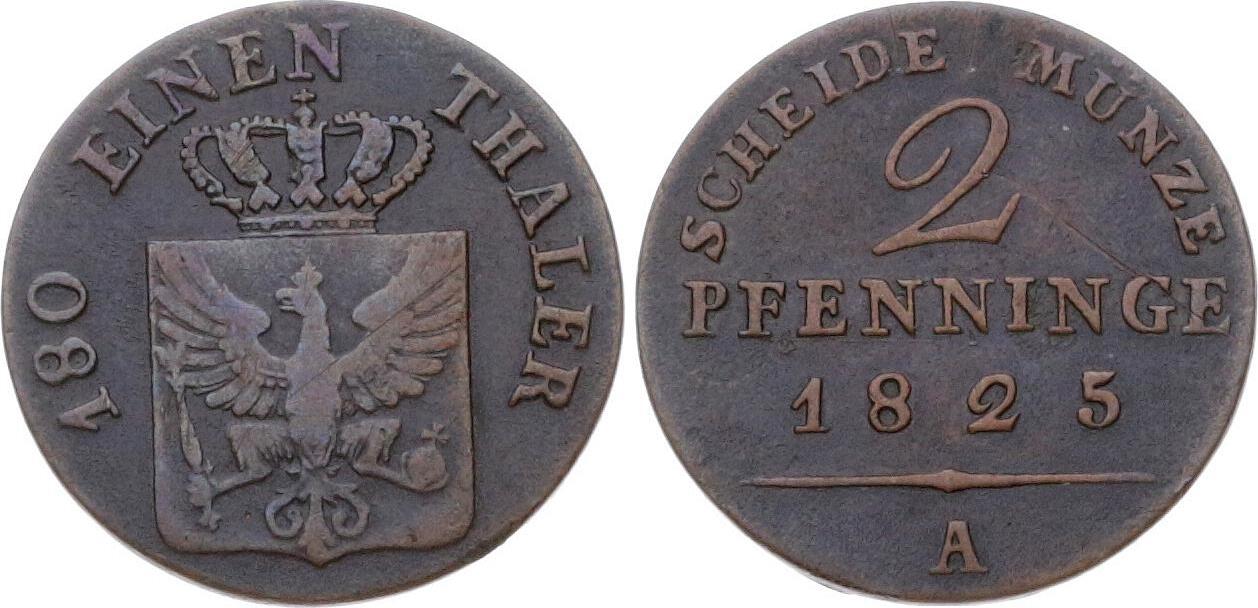 180 EINEN THALER
SCHEIDE MÜNZE
2
PFENNINGE
1825
A